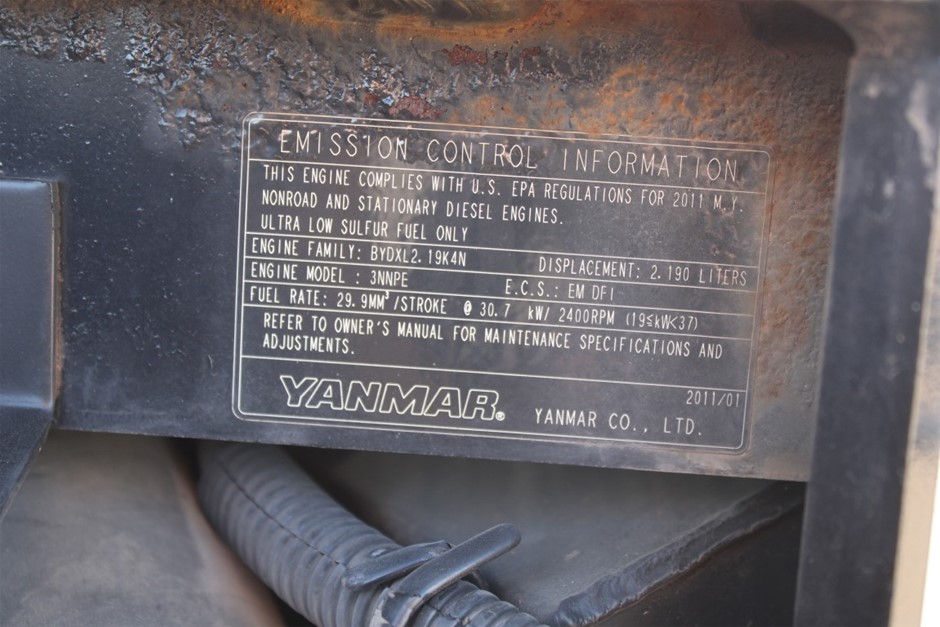 EMISSION CONTROL INFORMATION
THIS ENGINE COMPLIES WITH U.S. EPA REGULATIONS FOR 2011 M.Y.
NONROAD AND STATIONARY DIESEL ENGINES.
ULTRA LOW SULFUR FUEL ONLY
ENGINE FAMILY: BYDXL2.19K4N DISPLACEMENT: 2.190 LITERS
ENGINE MODEL : 3NNPE E.C.S.: EM DFI
FUEL RATE: 29.9MM³/STROKE @ 30.7 kW/ 2400RPM (19≤kW<37)
REFER TO OWNER'S MANUAL FOR MAINTENANCE SPECIFICATIONS AND
ADJUSTMENTS.
2011/01
YANMAR® YANMAR CO., LTD.